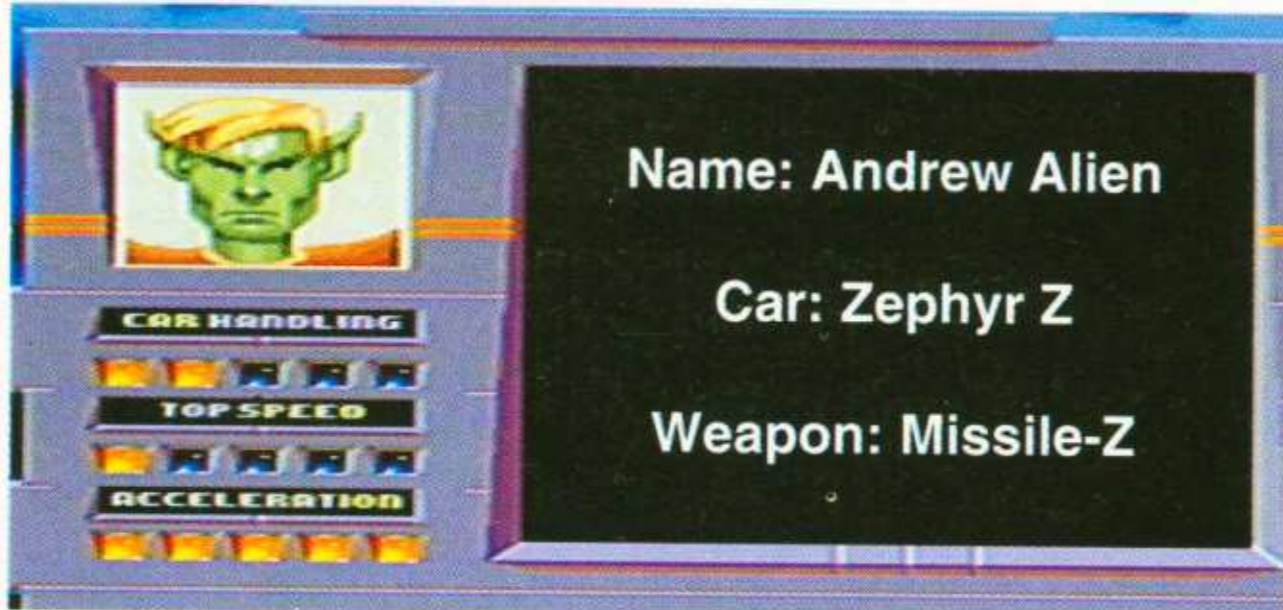 CAR HANDLING
TOP SPEED
ACCELERATION
Name: Andrew Alien
Car: Zephyr Z
Weapon: Missile-Z